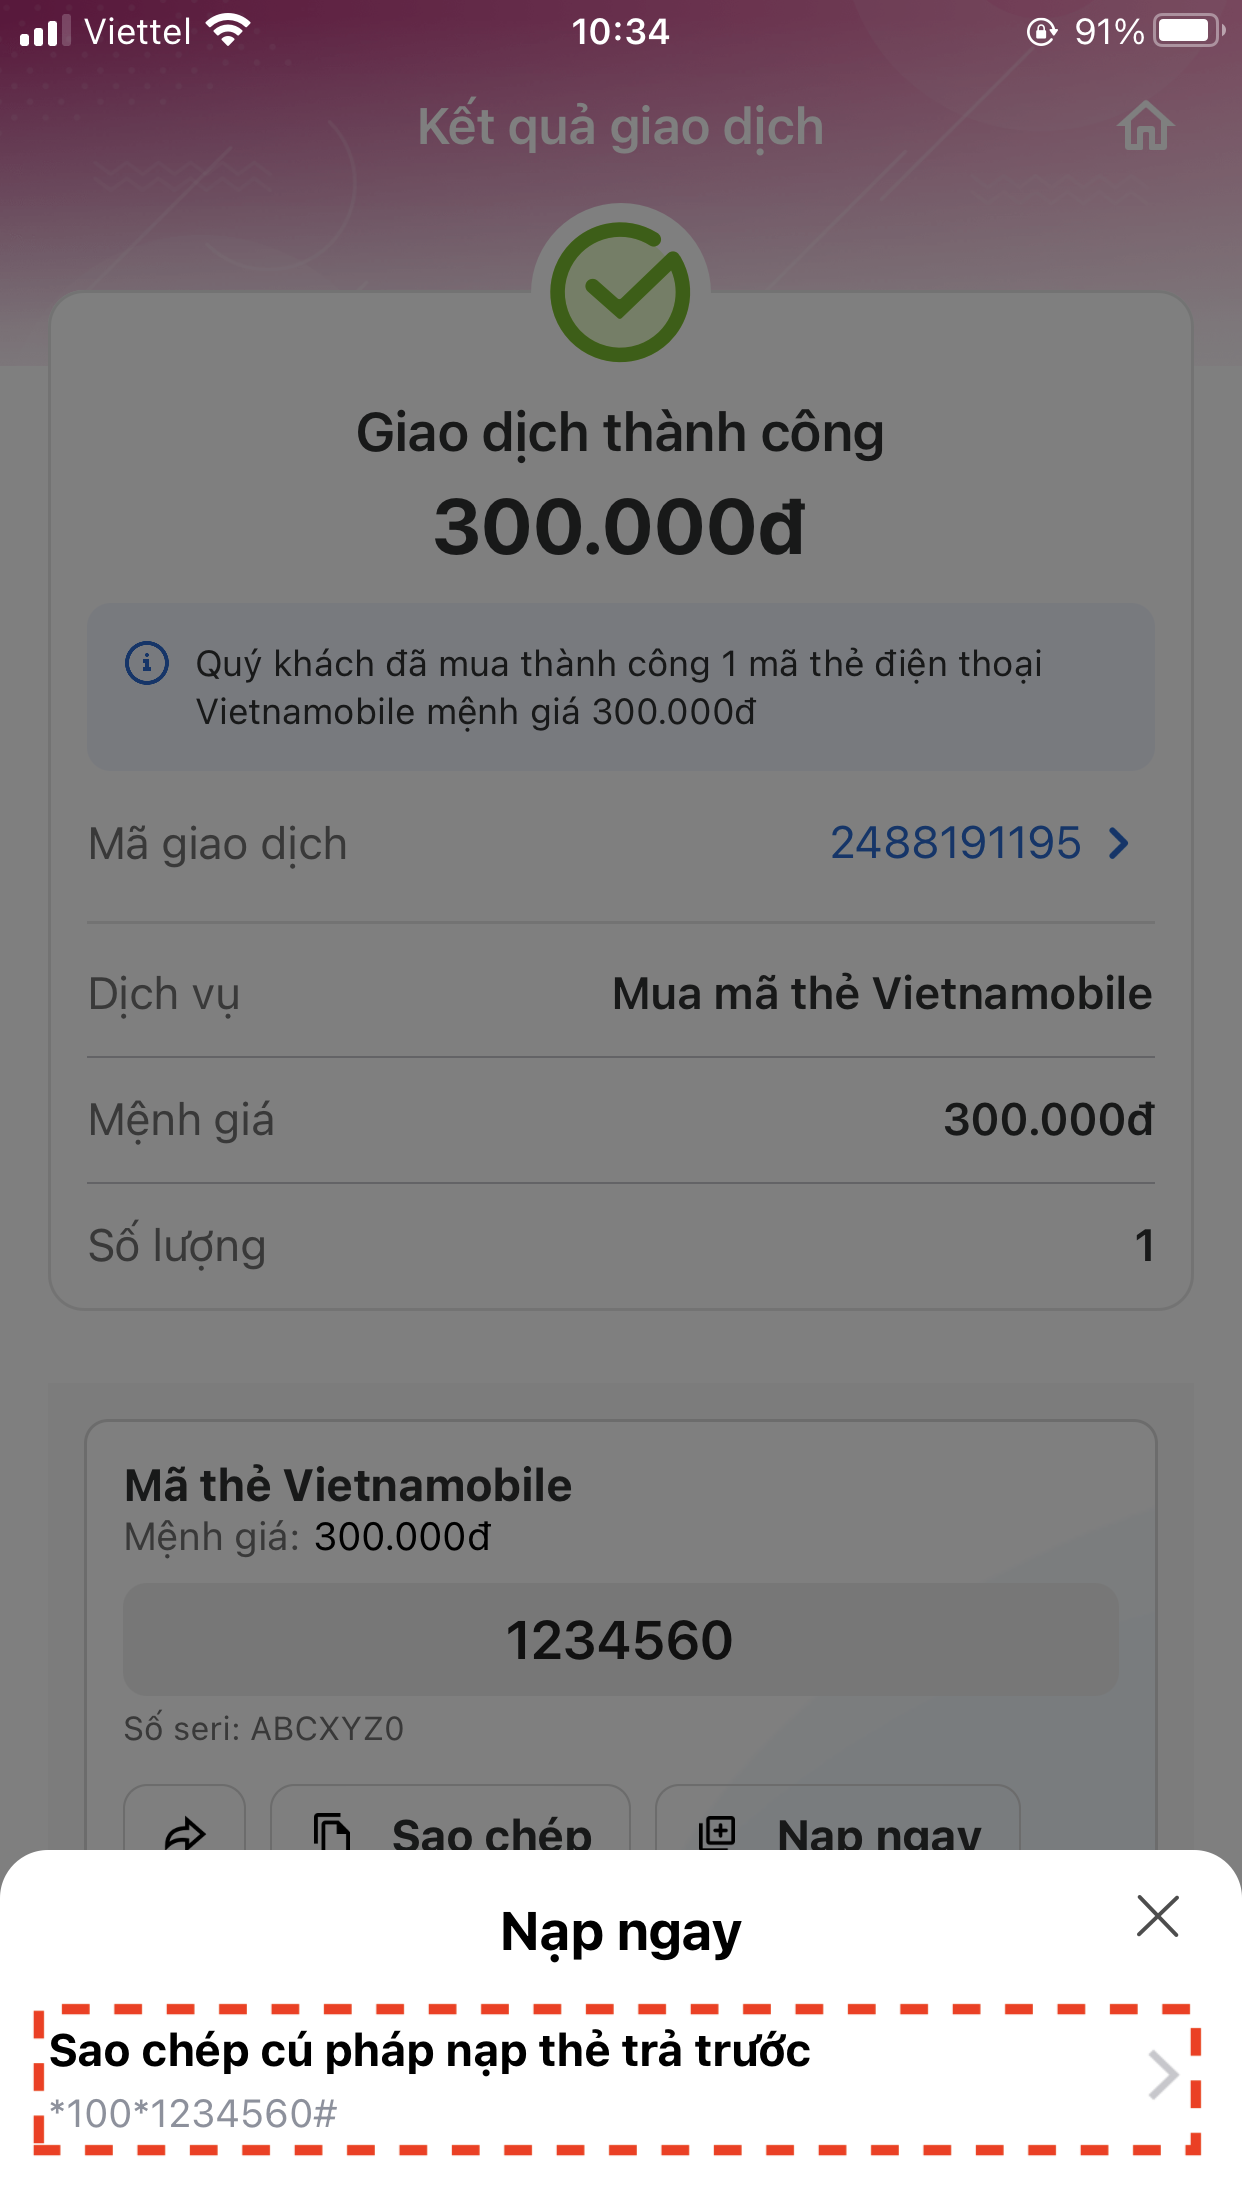 Viettel 10:34 91%
Kết quả giao dịch
Giao dịch thành công
300.000đ
Quý khách đã mua thành công 1 mã thẻ điện thoại
Vietnamobile mệnh giá 300.000đ
Mã giao dịch 2488191195
Dịch vụ Mua mã thẻ Vietnamobile
Mệnh giá 300.000đ
Số lượng 1
Mã thẻ Vietnamobile
Mệnh giá: 300.000đ
1234560
Số seri: ABCXYZ0
Sao chép Nạp ngay
Nạp ngay
Sao chép cú pháp nạp thẻ trả trước
*100*1234560#